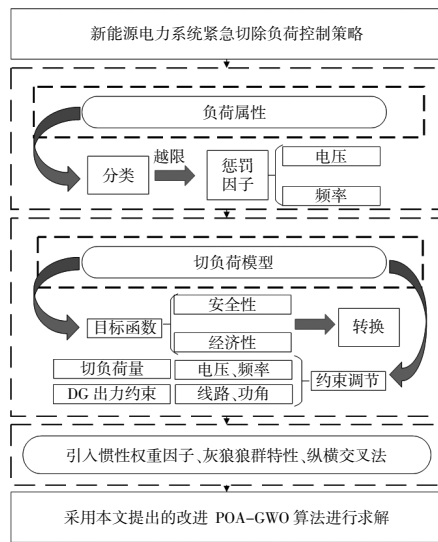 新能源电力系统紧急切除负荷控制策略
负荷属性
分类
越限
惩罚
因子
电压
频率
切负荷模型
目标函数
安全性
经济性
转换
切负荷量
电压、频率
DG 出力约束
线路、功角
约束调节
引入惯性权重因子、灰狼狼群特性、纵横交叉法
采用本文提出的改进 POA-GWO 算法进行求解